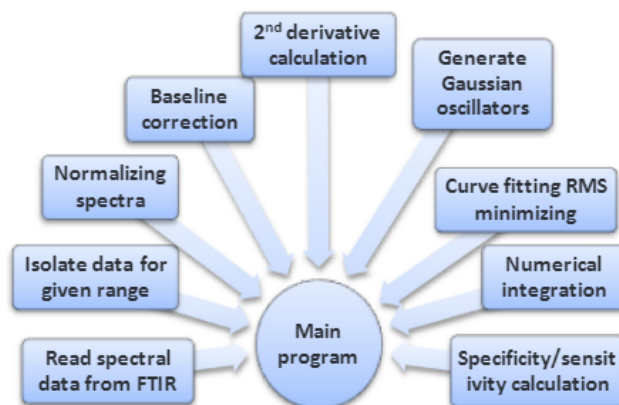 2nd derivative
calculation
Generate
Gaussian
oscillators
Baseline
correction
Normalizing
spectra
Curve fitting RMS
minimizing
Isolate data for
given range
Numerical
integration
Main
program
Read spectral
data from FTIR
Specificity/sensit
ivity calculation